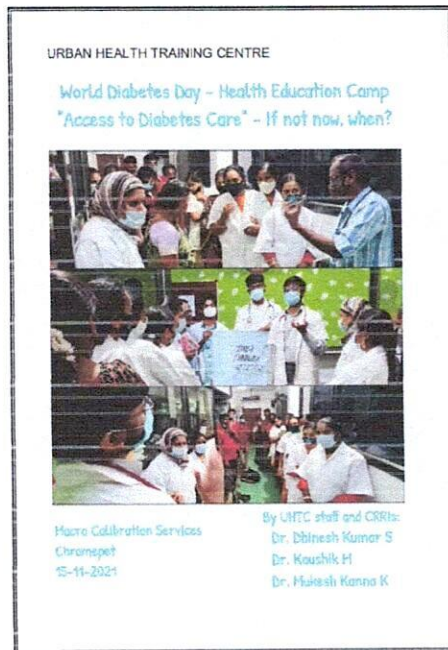 URBAN HEALTH TRAINING CENTRE
World Diabetes Day - Health Education Camp
"Access to Diabetes Care" - If not now, when?
Macro Calibration Services
Chromepet
15-11-2021
By UHTC staff and CRRIs:
Dr. Dhinesh Kumar S
Dr. Koushik M
Dr. Mukesh Kanna K